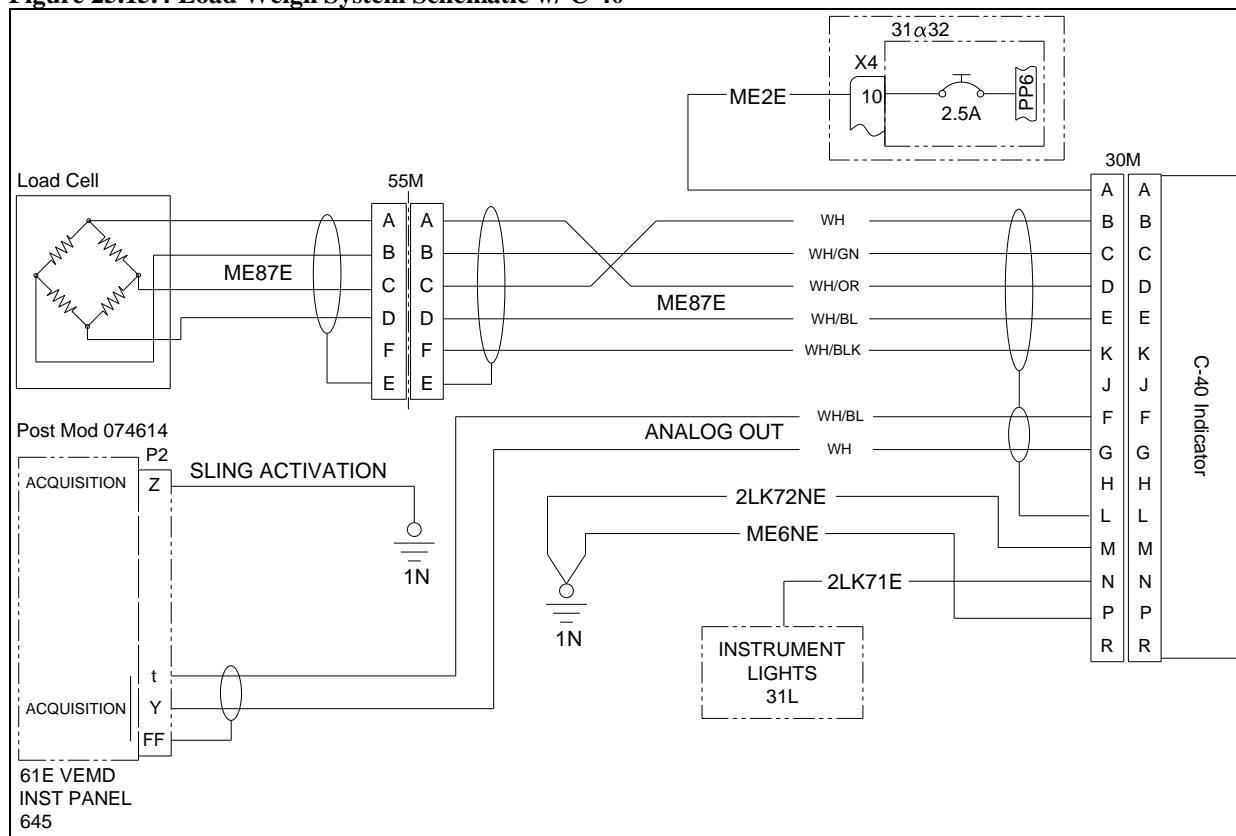 Figure 25.13.4 Load Weigh System Schematic w/ C-40
31α32
X4
10
2.5A
PP6
ME2E
30M
Load Cell
55M
ME87E
A A
B B
C C
D D
F F
E E
ME87E
WH
WH/GN
WH/OR
WH/BL
WH/BLK
WH/BL
ANALOG OUT
WH
A A
B B
C C
D D
E E
K K
J J
F F
G G
H H
L L
M M
N N
P P
R R
C-40 Indicator
Post Mod 074614
P2
ACQUISITION
Z
SLING ACTIVATION
1N
2LK72NE
ME6NE
1N
2LK71E
INSTRUMENT
LIGHTS
31L
t
ACQUISITION
Y
FF
61E VEMD
INST PANEL
645